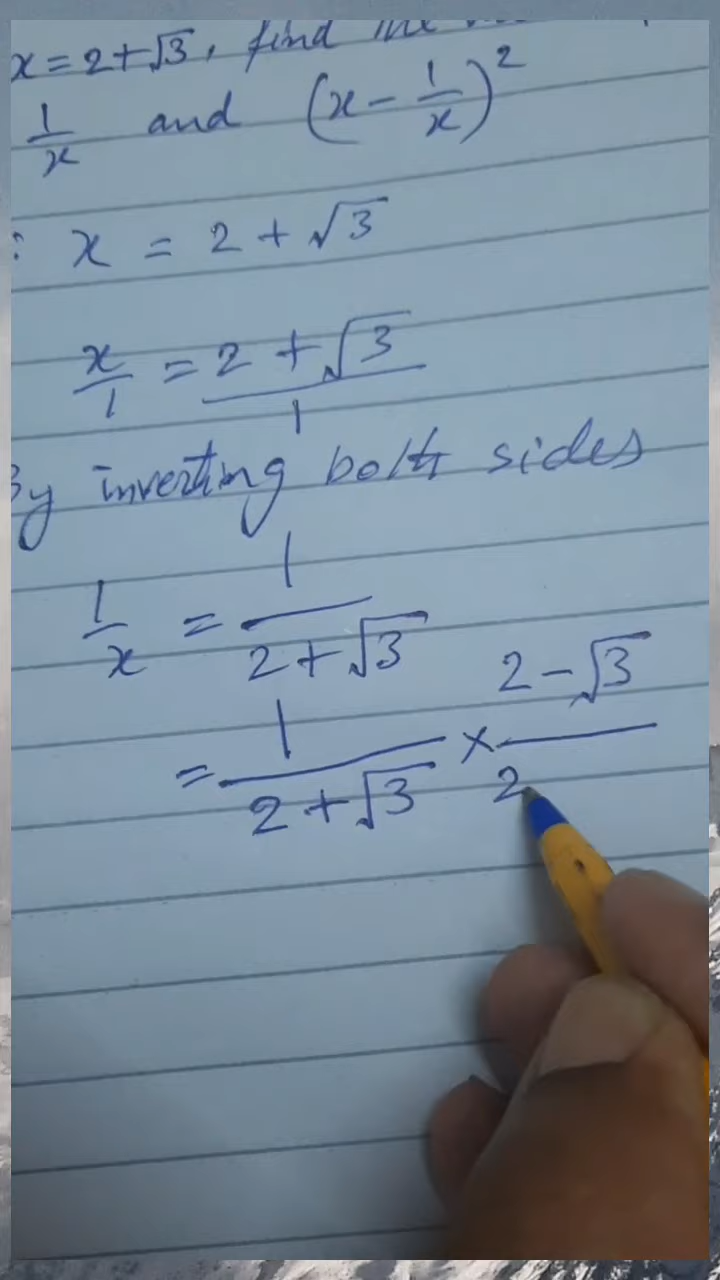 x = 2 + √3, find the
1/x and (x - 1/x)²
: x = 2 + √3
x/1 = (2 + √3)/1
By inverting both sides
1/x = 1/(2 + √3)
= 1/(2 + √3) × (2 - √3)/2